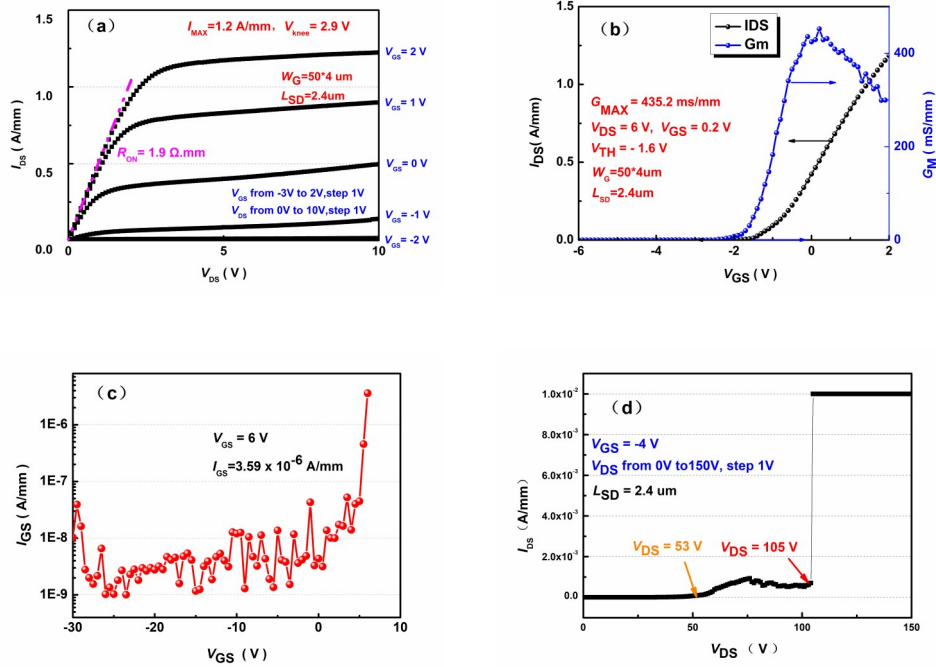 (a)
I_MAX=1.2 A/mm, V_knee= 2.9 V
W_G=50*4 um
L_SD=2.4um
R_ON= 1.9 Ω.mm
V_GS from -3V to 2V,step 1V
V_DS from 0V to 10V,step 1V
V_GS= 2 V
V_GS= 1 V
V_GS= 0 V
V_GS= -1 V
V_GS= -2 V
1.5
1.0
0.5
0.0
I_DS (A/mm)
0
5
10
V_DS ( V )
(b)
IDS
Gm
G_MAX = 435.2 ms/mm
V_DS = 6 V, V_GS = 0.2 V
V_TH = - 1.6 V
W_G=50*4um
L_SD=2.4um
1.5
1.0
0.5
0.0
I_DS(A/mm)
400
200
0
G_M( mS/mm )
-6
-4
-2
0
2
V_GS ( V )
(c)
V_GS = 6 V
I_GS=3.59 x 10^-6 A/mm
1E-6
1E-7
1E-8
1E-9
I_GS ( A/mm )
-30
-20
-10
0
10
V_GS ( V )
(d)
V_GS = -4 V
V_DS from 0V to150V, step 1V
L_SD = 2.4 um
V_DS = 53 V
V_DS = 105 V
1.0x10^-2
8.0x10^-3
6.0x10^-3
4.0x10^-3
2.0x10^-3
0.0
I_DS (A/mm)
0
50
100
150
V_DS ( V )